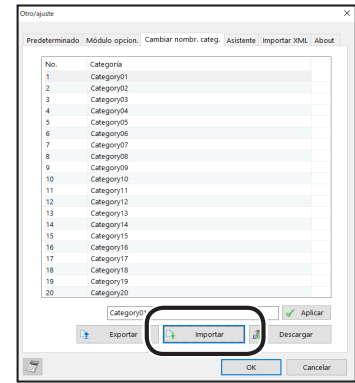 Otro/ajuste
Predeterminado Módulo opcion. Cambiar nombr. categ. Asistente Importar XML About
No. Categoría
1 Category01
2 Category02
3 Category03
4 Category04
5 Category05
6 Category06
7 Category07
8 Category08
9 Category09
10 Category10
11 Category11
12 Category12
13 Category13
14 Category14
15 Category15
16 Category16
17 Category17
18 Category18
19 Category19
20 Category20
Category01 Aplicar
Exportar Importar Descargar
OK Cancelar